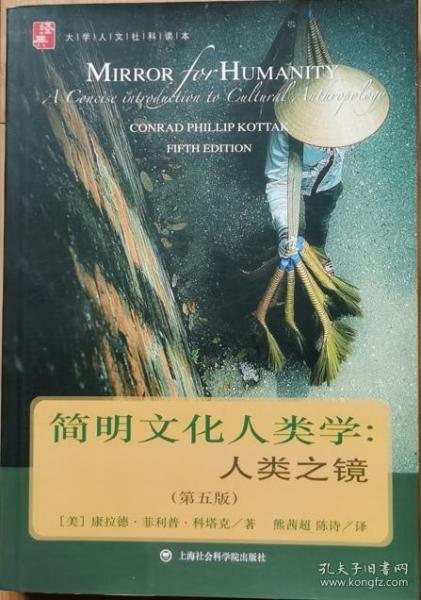 经典
大学人文社科读本
MIRROR for HUMANITY
A Concise introduction to Cultural Anthropology
CONRAD PHILLIP KOTTAK
FIFTH EDITION
简明文化人类学:
人类之镜
(第五版)
[美] 康拉德·菲利普·科塔克/著 熊茜超 陈诗/译
上海社会科学院出版社
孔夫子旧书网
www.kongfz.com